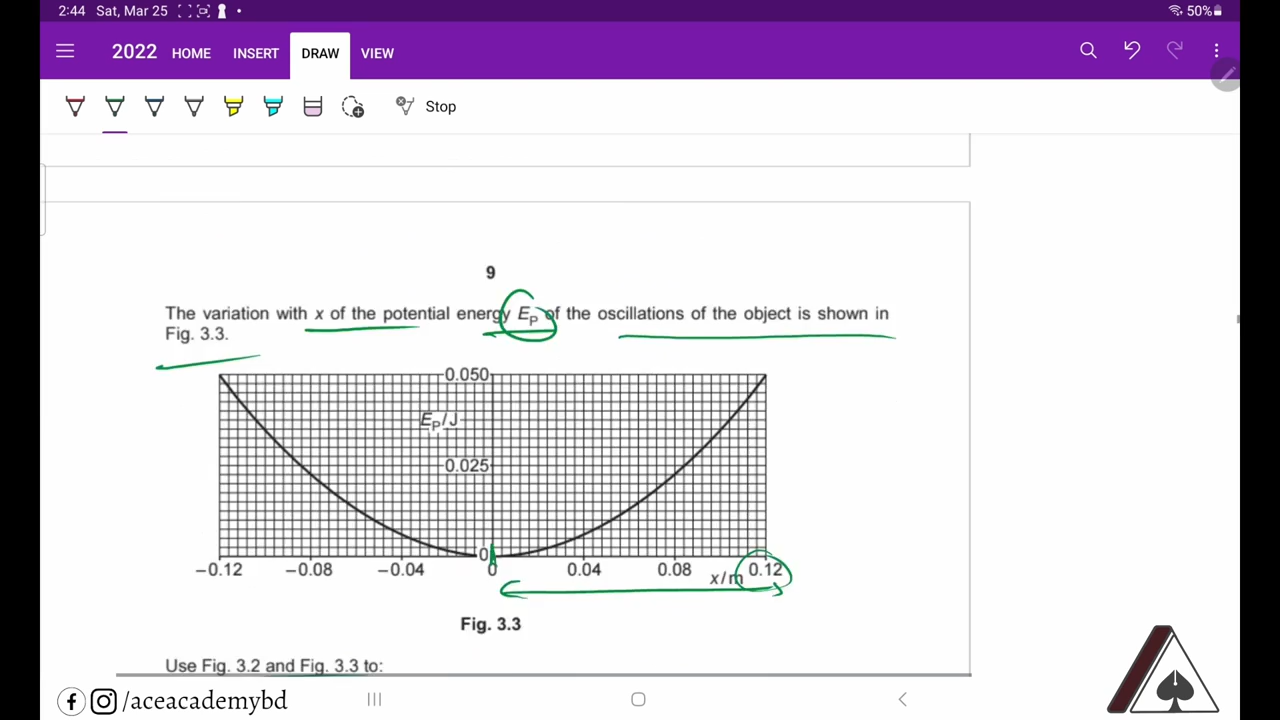 2:44 Sat, Mar 25
50%
2022 HOME INSERT DRAW VIEW
Stop
9
The variation with x of the potential energy EP of the oscillations of the object is shown in
Fig. 3.3.
0.050
EP/J
0.025
0
−0.12 −0.08 −0.04 0 0.04 0.08 0.12
x/m
Fig. 3.3
Use Fig. 3.2 and Fig. 3.3 to:
/aceacademybd